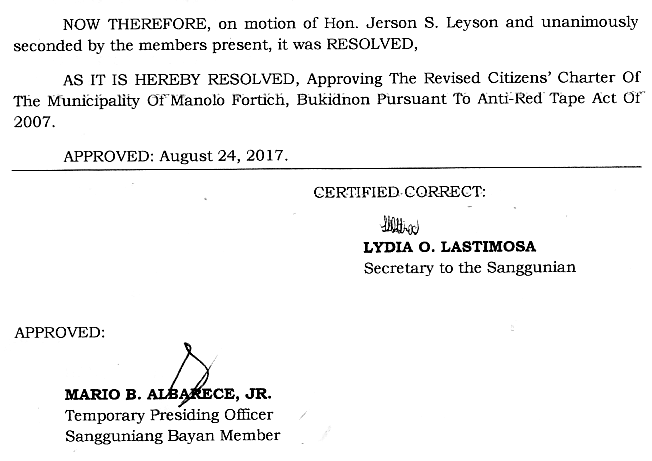 NOW THEREFORE, on motion of Hon. Jerson S. Leyson and unanimously
seconded by the members present, it was RESOLVED,
AS IT IS HEREBY RESOLVED, Approving The Revised Citizens' Charter Of
The Municipality Of Manolo Fortich, Bukidnon Pursuant To Anti-Red Tape Act Of
2007.
APPROVED: August 24, 2017.
CERTIFIED CORRECT:
LYDIA O. LASTIMOSA
Secretary to the Sanggunian
APPROVED:
MARIO B. ALBARECE, JR.
Temporary Presiding Officer
Sangguniang Bayan Member